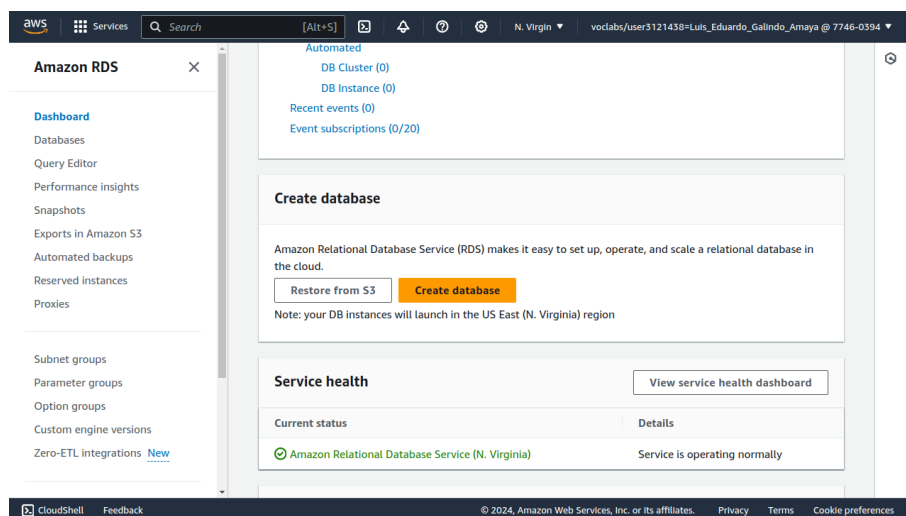 aws Services Search [Alt+S] N. Virgin ▼ voclabs/user3121438=Luis_Eduardo_Galindo_Amaya @ 7746-0394 ▼
Amazon RDS
Dashboard
Databases
Query Editor
Performance insights
Snapshots
Exports in Amazon S3
Automated backups
Reserved instances
Proxies
Subnet groups
Parameter groups
Option groups
Custom engine versions
Zero-ETL integrations New
Automated
DB Cluster (0)
DB Instance (0)
Recent events (0)
Event subscriptions (0/20)
Create database
Amazon Relational Database Service (RDS) makes it easy to set up, operate, and scale a relational database in
the cloud.
Restore from S3 Create database
Note: your DB instances will launch in the US East (N. Virginia) region
Service health View service health dashboard
Current status Details
Amazon Relational Database Service (N. Virginia) Service is operating normally
CloudShell Feedback © 2024, Amazon Web Services, Inc. or its affiliates. Privacy Terms Cookie preferences